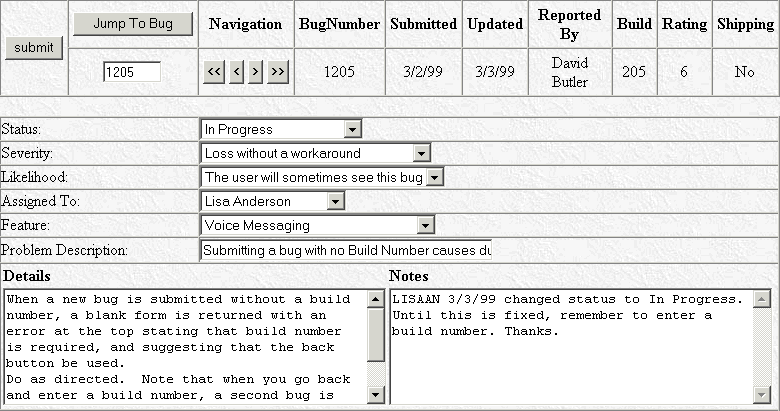 submit Jump To Bug Navigation BugNumber Submitted Updated Reported By Build Rating Shipping
1205 << < > >> 1205 3/2/99 3/3/99 David Butler 205 6 No
Status: In Progress
Severity: Loss without a workaround
Likelihood: The user will sometimes see this bug
Assigned To: Lisa Anderson
Feature: Voice Messaging
Problem Description: Submitting a bug with no Build Number causes du
Details
When a new bug is submitted without a build
number, a blank form is returned with an
error at the top stating that build number
is required, and suggesting that the back
button be used.
Do as directed.  Note that when you go back
and enter a build number, a second bug is
Notes
LISAAN 3/3/99 changed status to In Progress.
Until this is fixed, remember to enter a
build number. Thanks.